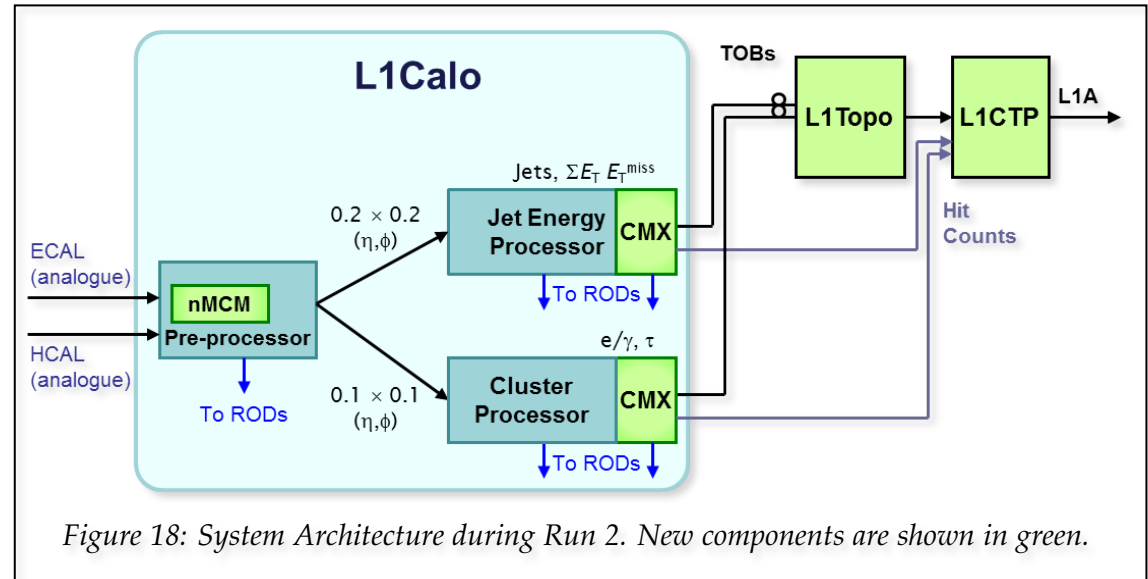 L1Calo
TOBs
L1Topo
L1CTP
L1A
Hit
Counts
Jets, ΣE_T E_T^miss
Jet Energy
Processor
CMX
To RODs
0.2 × 0.2
(η,ϕ)
ECAL
(analogue)
nMCM
Pre-processor
HCAL
(analogue)
To RODs
0.1 × 0.1
(η,ϕ)
e/γ, τ
Cluster
Processor
CMX
To RODs
Figure 18: System Architecture during Run 2. New components are shown in green.